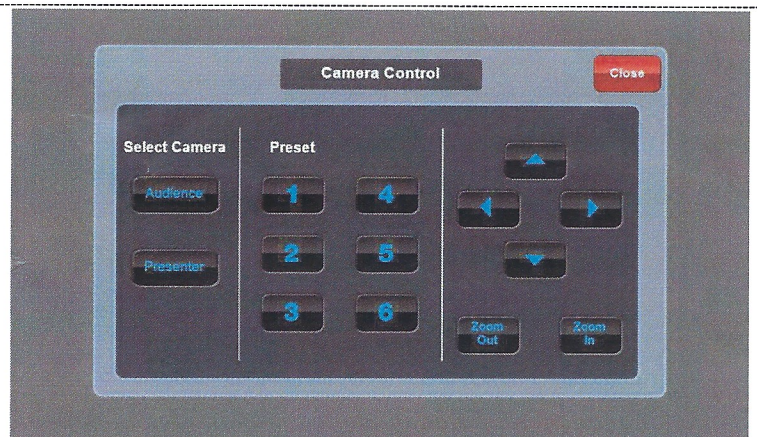 Camera Control
Close
Select Camera
Preset
Audience
1
4
Presenter
2
5
3
6
Zoom
Out
Zoom
In